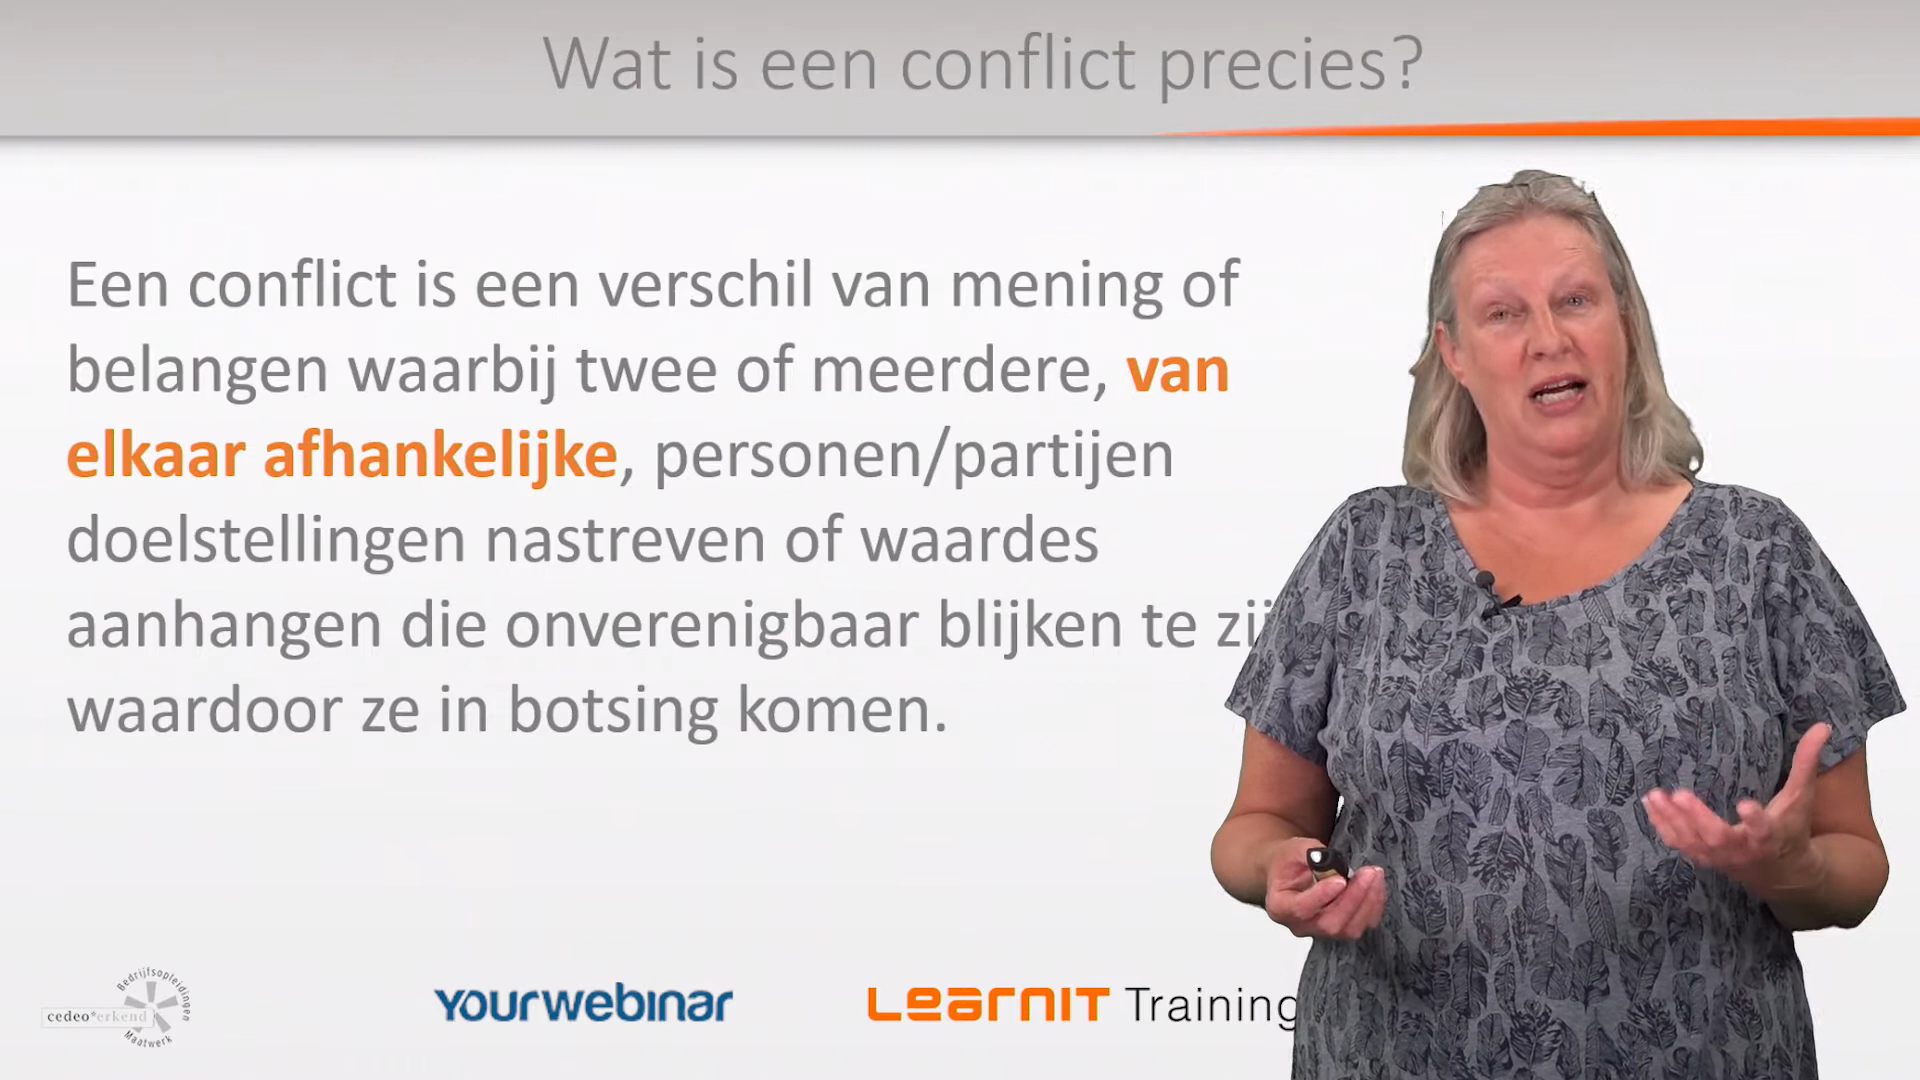 Wat is een conflict precies?
Een conflict is een verschil van mening of
belangen waarbij twee of meerdere, van
elkaar afhankelijke, personen/partijen
doelstellingen nastreven of waardes
aanhangen die onverenigbaar blijken te
waardoor ze in botsing komen.
Bedrijfsopleidingen
cedeo*erkend
Maatwerk
YOURWEBINAR
LEARNIT Training